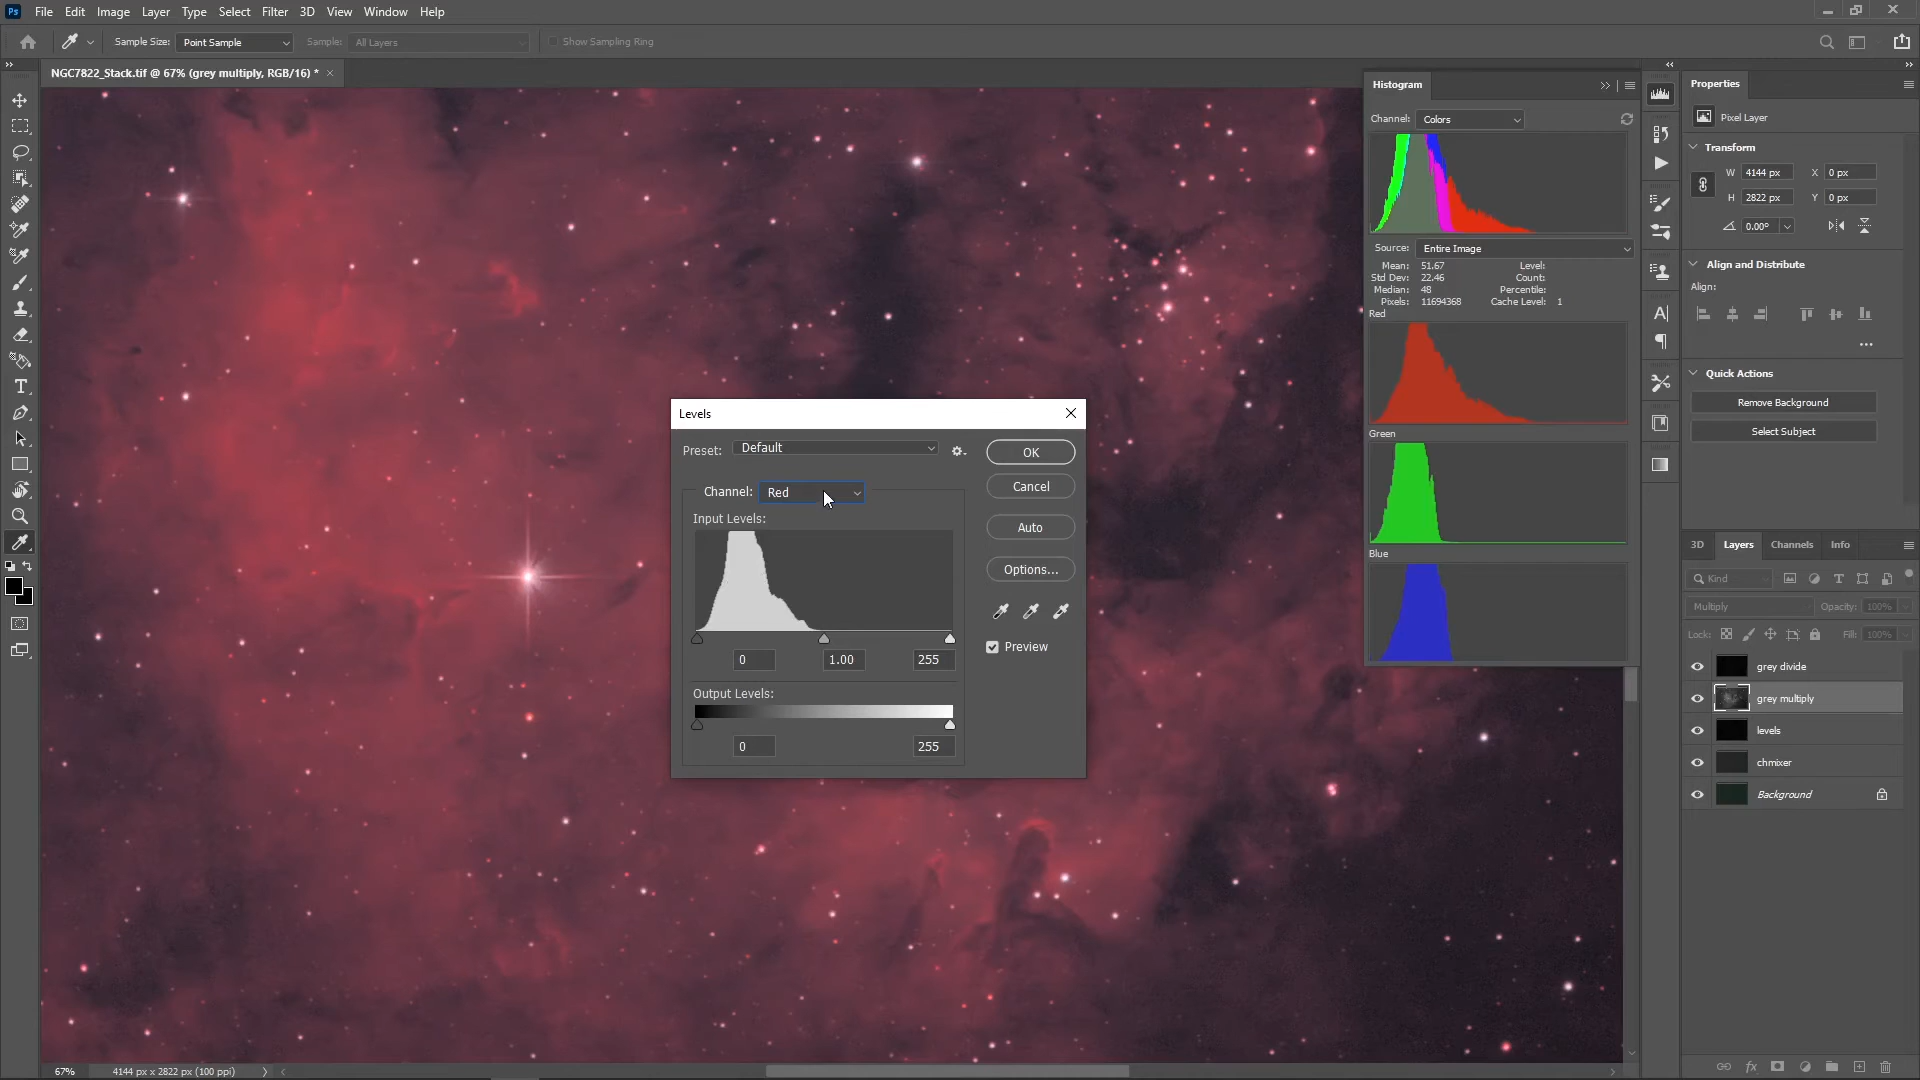 Ps File Edit Image Layer Type Select Filter 3D View Window Help
Sample Size: Point Sample Sample: All Layers Show Sampling Ring
NGC7822_Stack.tif @ 67% (grey multiply, RGB/16) * ×
Histogram
Channel: Colors
Source: Entire Image
Mean: 51.67 Level:
Std Dev: 22.46 Count:
Median: 48 Percentile:
Pixels: 11694368 Cache Level: 1
Red
Green
Blue
Levels
Preset: Default
OK
Channel: Red
Cancel
Input Levels:
Auto
Options...
Preview
0 1.00 255
Output Levels:
0 255
Properties
Pixel Layer
Transform
W 4144 px X 0 px
H 2822 px Y 0 px
0.00°
Align and Distribute
Align:
Quick Actions
Remove Background
Select Subject
3D Layers Channels Info
Kind
Multiply Opacity: 100%
Lock: Fill: 100%
grey divide
grey multiply
levels
chmixer
Background
67% 4144 px x 2822 px (100 ppi)